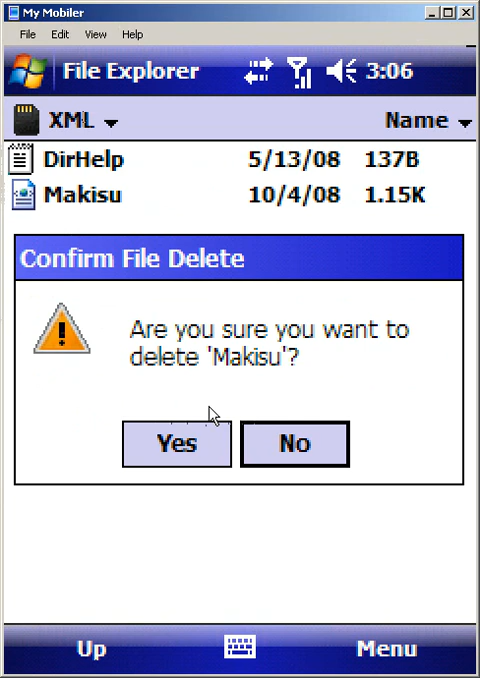 My Mobiler
File Edit View Help
File Explorer 3:06
XML Name
DirHelp 5/13/08 137B
Makisu 10/4/08 1.15K
Confirm File Delete
Are you sure you want to
delete 'Makisu'?
Yes No
Up Menu